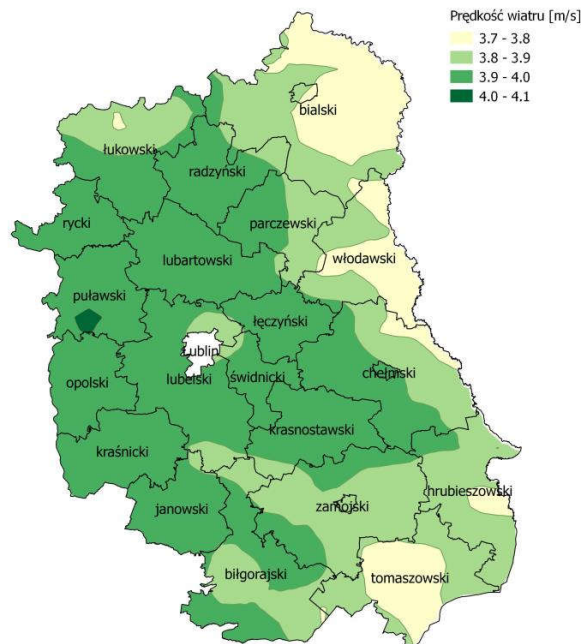 Prędkość wiatru [m/s]
3.7 - 3.8
3.8 - 3.9
3.9 - 4.0
4.0 - 4.1
bialski
łukowski
radzyński
rycki
parczewski
lubartowski
włodawski
puławski
łęczyński
Lublin
opolski
lubelski
świdnicki
chełmski
krasnostawski
kraśnicki
hrubieszowski
janowski
zamojski
biłgorajski
tomaszowski